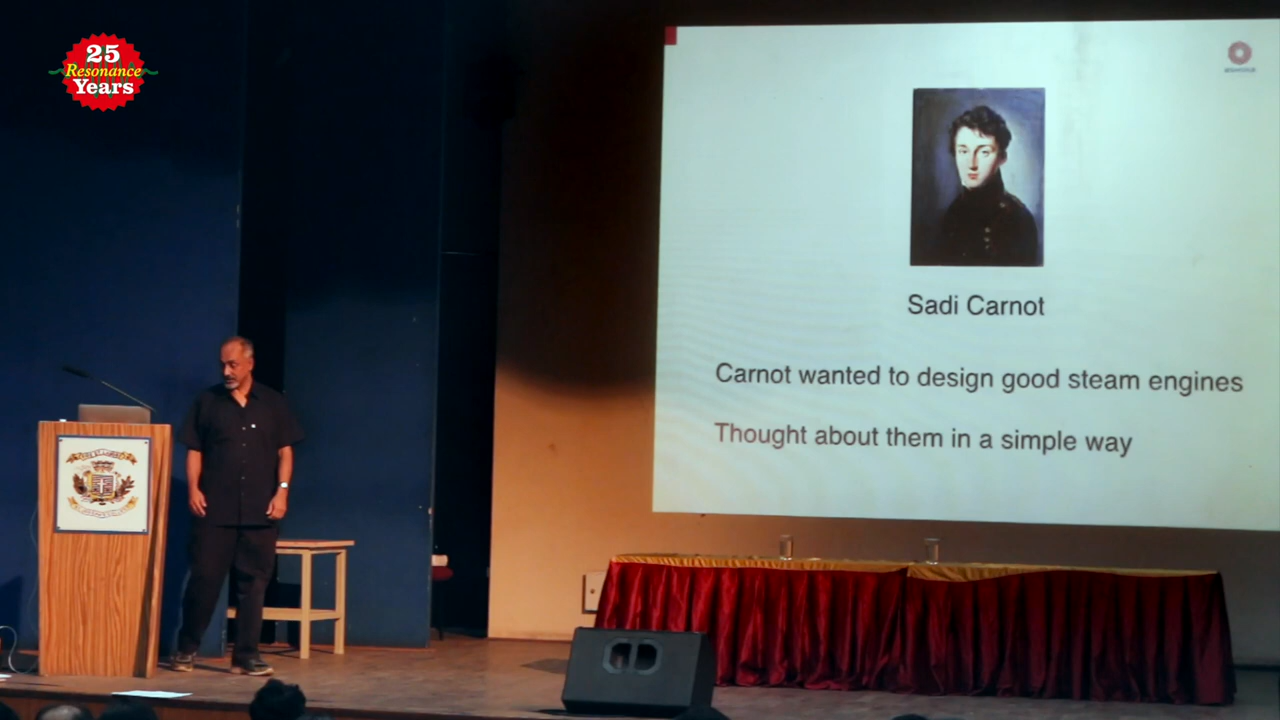 25
Resonance
Years
Sadi Carnot
Carnot wanted to design good steam engines
Thought about them in a simple way